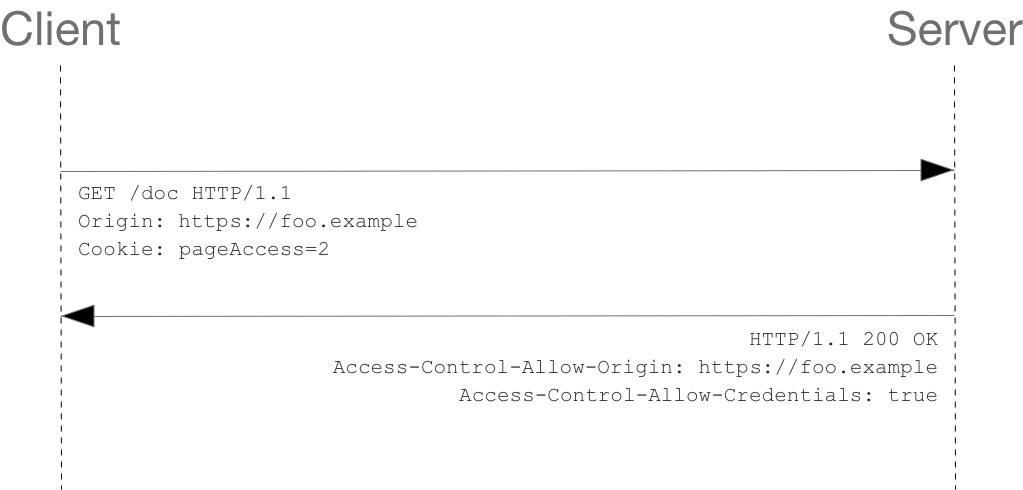 Client
Server
GET /doc HTTP/1.1
Origin: https://foo.example
Cookie: pageAccess=2
HTTP/1.1 200 OK
Access-Control-Allow-Origin: https://foo.example
Access-Control-Allow-Credentials: true